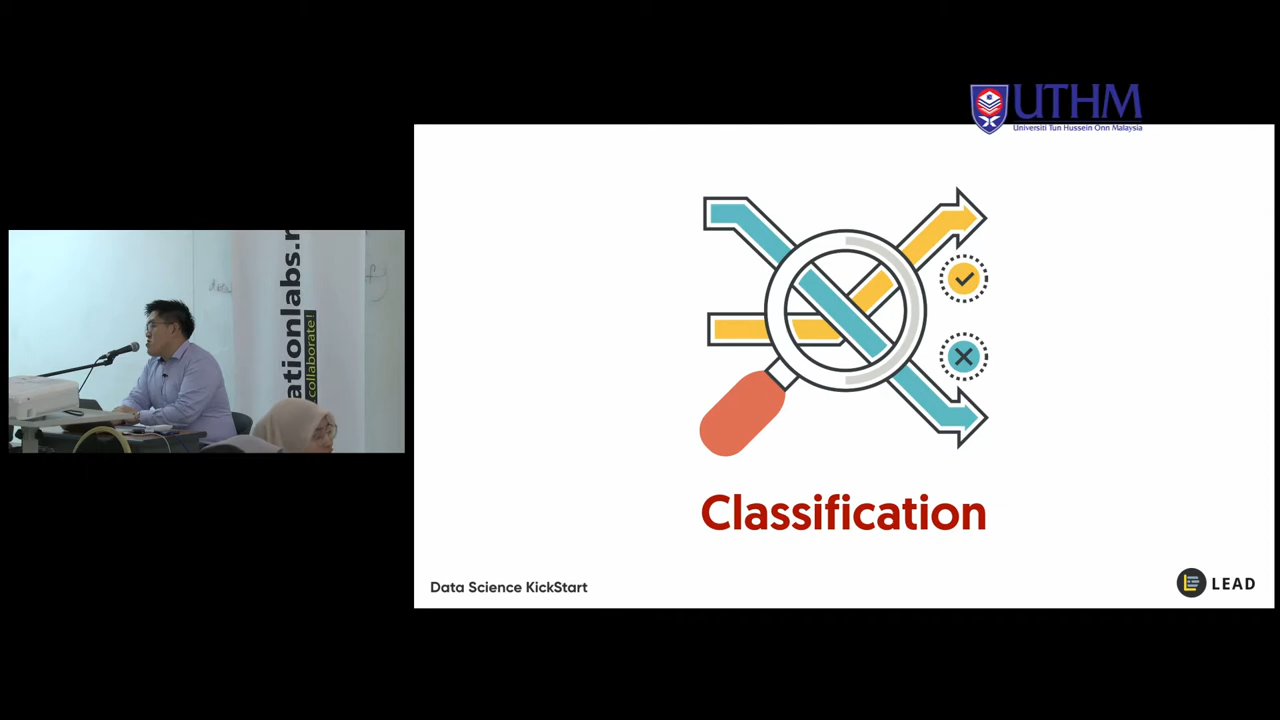 UTHM
Universiti Tun Hussein Onn Malaysia
ationlabs.
collaborate!
Classification
Data Science KickStart
LEAD